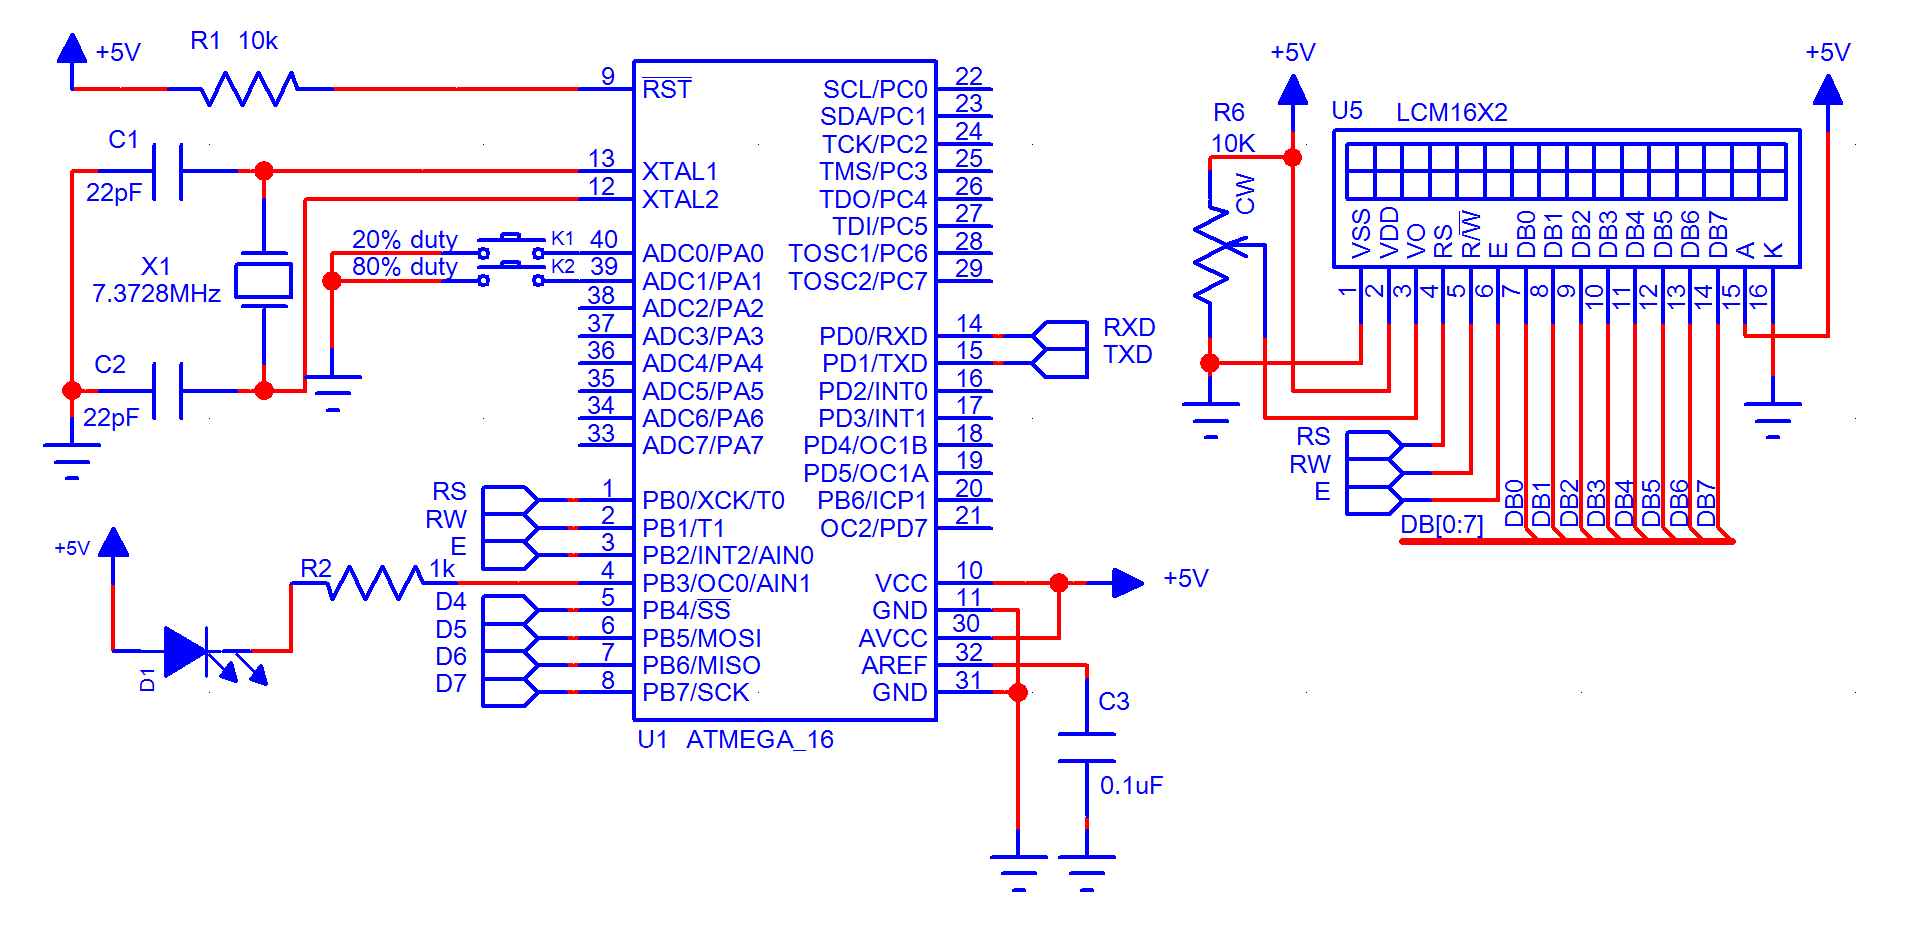 +5V
R1 10k
C1
22pF
X1
7.3728MHz
C2
22pF
20% duty
80% duty
K1
K2
9
13
12
40
39
38
37
36
35
34
33
1
2
3
4
5
6
7
8
RST
XTAL1
XTAL2
ADC0/PA0
ADC1/PA1
ADC2/PA2
ADC3/PA3
ADC4/PA4
ADC5/PA5
ADC6/PA6
ADC7/PA7
PB0/XCK/T0
PB1/T1
PB2/INT2/AIN0
PB3/OC0/AIN1
PB4/SS
PB5/MOSI
PB6/MISO
PB7/SCK
RS
RW
E
+5V
R2
1k
D1
D4
D5
D6
D7
SCL/PC0
SDA/PC1
TCK/PC2
TMS/PC3
TDO/PC4
TDI/PC5
TOSC1/PC6
TOSC2/PC7
PD0/RXD
PD1/TXD
PD2/INT0
PD3/INT1
PD4/OC1B
PD5/OC1A
PB6/ICP1
OC2/PD7
VCC
GND
AVCC
AREF
GND
22
23
24
25
26
27
28
29
14
15
16
17
18
19
20
21
10
11
30
32
31
U1 ATMEGA_16
RXD
TXD
+5V
C3
0.1uF
+5V
+5V
R6
10K
CW
U5 LCM16X2
VSS
VDD
VO
RS
R/W
E
DB0
DB1
DB2
DB3
DB4
DB5
DB6
DB7
A
K
1
2
3
4
5
6
7
8
9
10
11
12
13
14
15
16
RS
RW
E
DB[0:7]
DB0
DB1
DB2
DB3
DB4
DB5
DB6
DB7